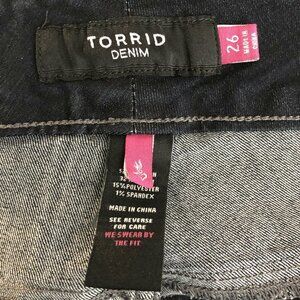 TORRID
DENIM
26
MADE IN
CHINA
15%POLYESTER
1% SPANDEX
MADE IN CHINA
SEE REVERSE
FOR CARE
WE SWEAR BY
THE FIT